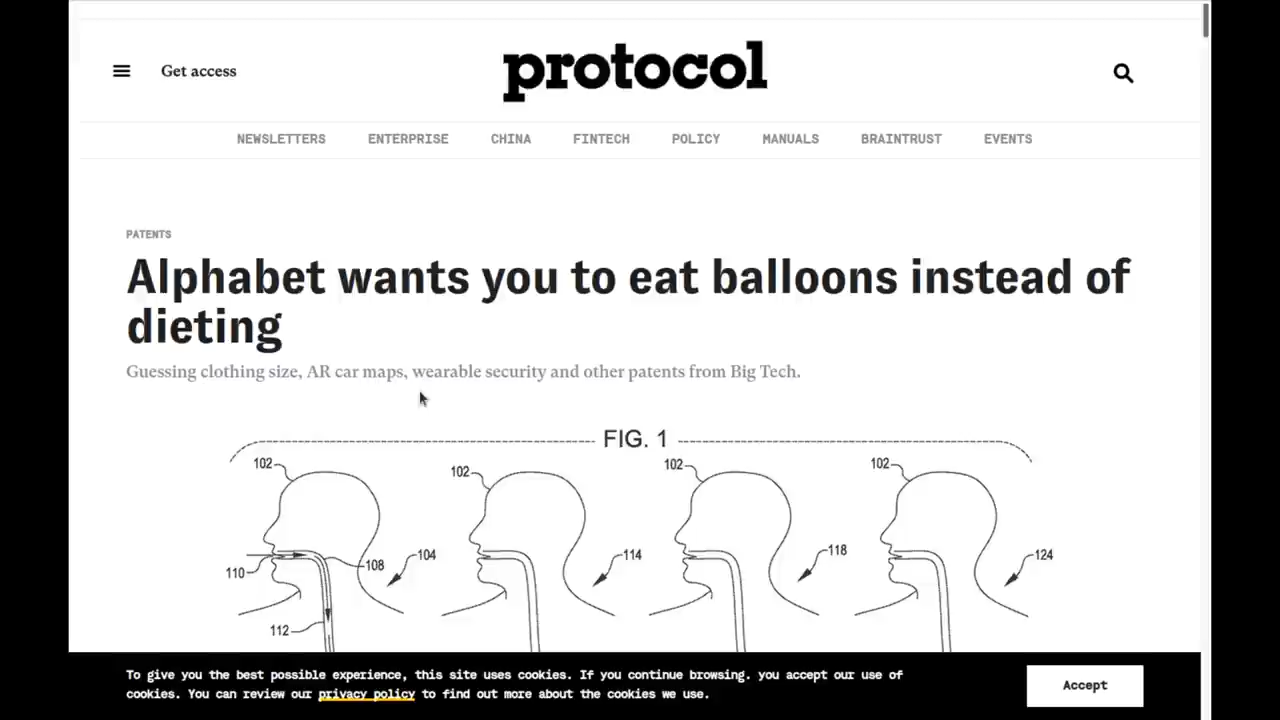 Get access
protocol
NEWSLETTERS ENTERPRISE CHINA FINTECH POLICY MANUALS BRAINTRUST EVENTS
PATENTS
Alphabet wants you to eat balloons instead of
dieting
Guessing clothing size, AR car maps, wearable security and other patents from Big Tech.
FIG. 1
102 102 102 102
110 108 104 114 118 124
112
To give you the best possible experience, this site uses cookies. If you continue browsing. you accept our use of
cookies. You can review our privacy policy to find out more about the cookies we use.
Accept